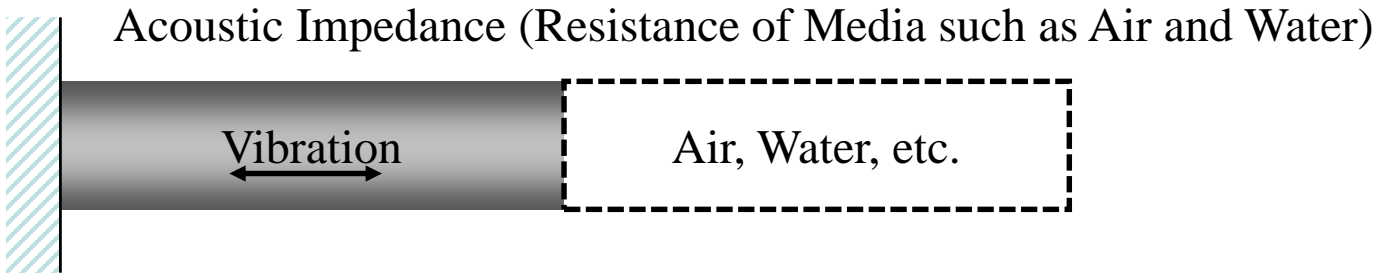 Acoustic Impedance (Resistance of Media such as Air and Water)
Vibration
Air, Water, etc.